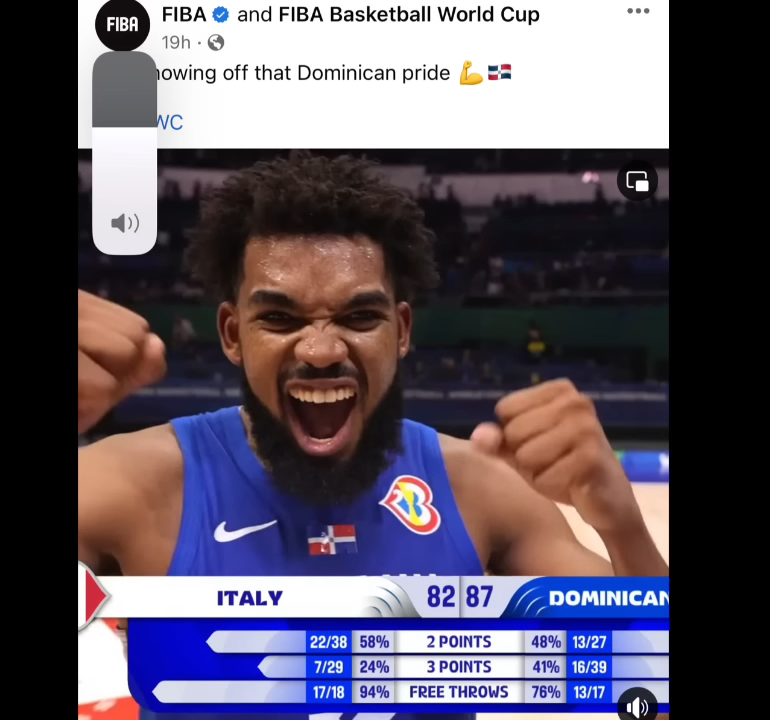 FIBA
FIBA and FIBA Basketball World Cup
19h
owing off that Dominican pride 💪🇩🇴
WC
ITALY 82 87 DOMINICAN
22/38 58% 2 POINTS 48% 13/27
7/29 24% 3 POINTS 41% 16/39
17/18 94% FREE THROWS 76% 13/17